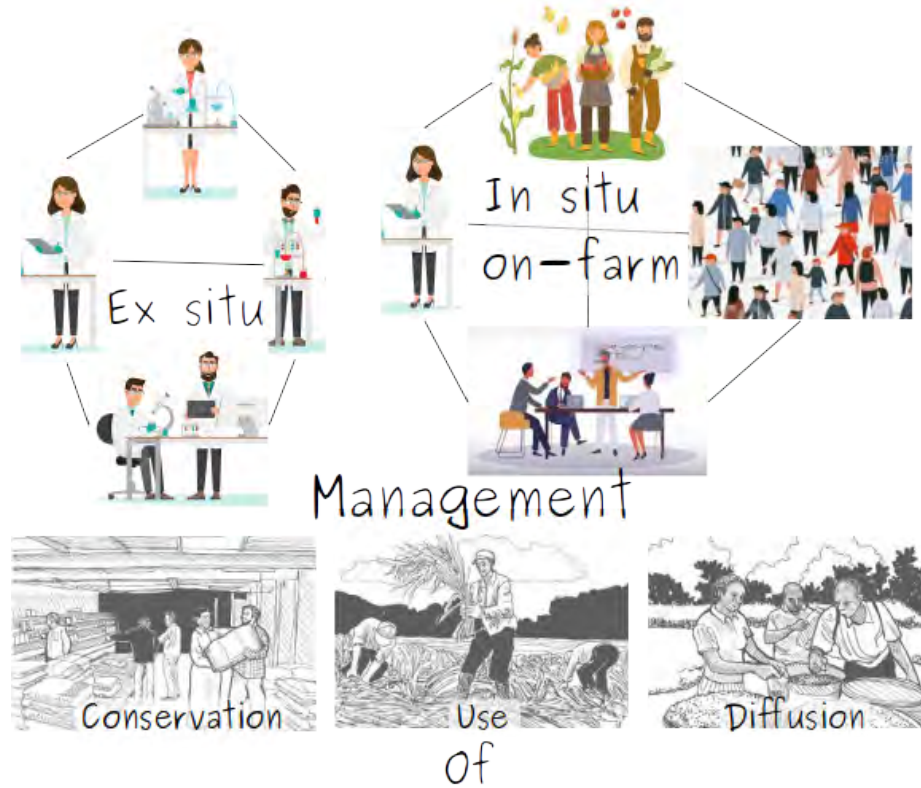 Ex situ
In situ
on-farm
Management
Conservation
Use
Diffusion
Of